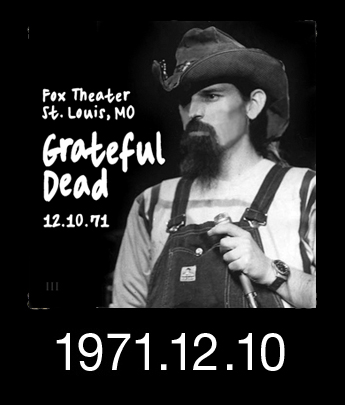 Fox Theater
St. Louis, MO
Grateful
Dead
12.10.71
1971.12.10